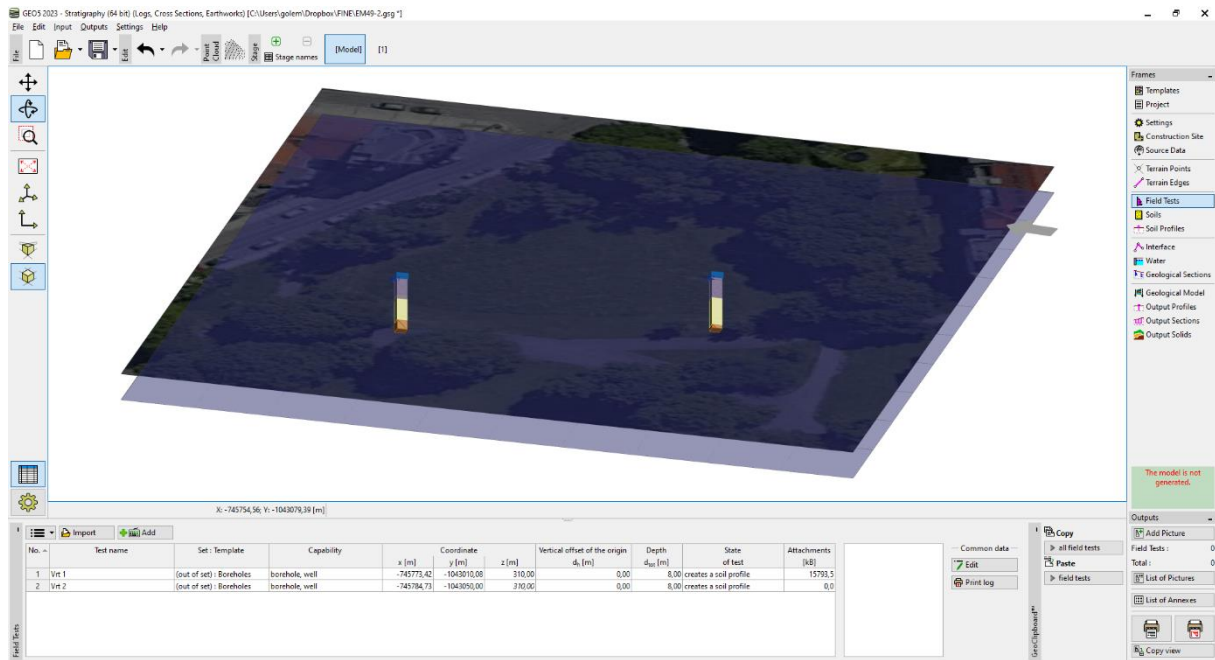 GEO5 2023 - Stratigraphy (64 bit) (Logs, Cross Sections, Earthworks) [C:\Users\golem\Dropbox\FINE\EM49-2.gsg *]
File Edit Input Outputs Settings Help
File
Edit
Point Cloud
Stage
Stage names
[Model]
[1]
Frames
Templates
Project
Settings
Construction Site
Source Data
Terrain Points
Terrain Edges
Field Tests
Soils
Soil Profiles
Interface
Water
Geological Sections
Geological Model
Output Profiles
Output Sections
Output Solids
The model is not
generated.
X: -745754,56; Y: -1043079,39 [m]
Import Add
No. Test name Set : Template Capability Coordinate Vertical offset of the origin Depth State Attachments
x [m] y [m] z [m] dh [m] dtot [m] of test [kB]
1 Vrt 1 (out of set) : Boreholes borehole, well -745773,42 -1043010,08 310,00 0,00 8,00 creates a soil profile 15793,5
2 Vrt 2 (out of set) : Boreholes borehole, well -745784,73 -1043050,00 310,00 0,00 8,00 creates a soil profile 0,0
Field Tests
Common data
Edit
Print log
GeoClipboard™
Copy
all field tests
Paste
field tests
Outputs
Add Picture
Field Tests : 0
Total : 0
List of Pictures
List of Annexes
Copy view